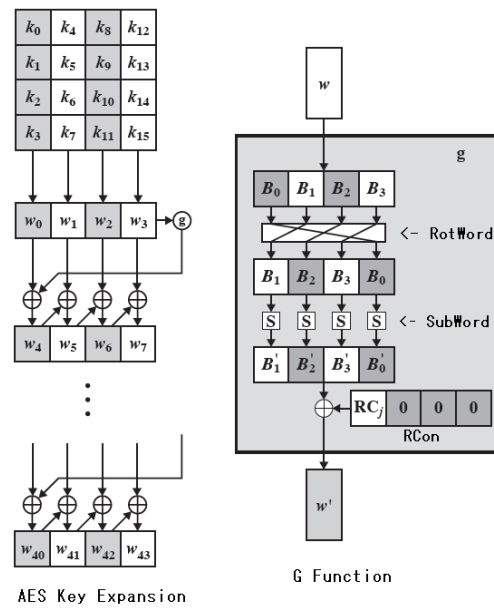 k0 k4 k8 k12
k1 k5 k9 k13
k2 k6 k10 k14
k3 k7 k11 k15
w0 w1 w2 w3 g
w4 w5 w6 w7
w40 w41 w42 w43
AES Key Expansion
w
g
B0 B1 B2 B3
<- RotWord
B1 B2 B3 B0
S S S S <- SubWord
B'1 B'2 B'3 B'0
RCj 0 0 0
RCon
w'
G Function